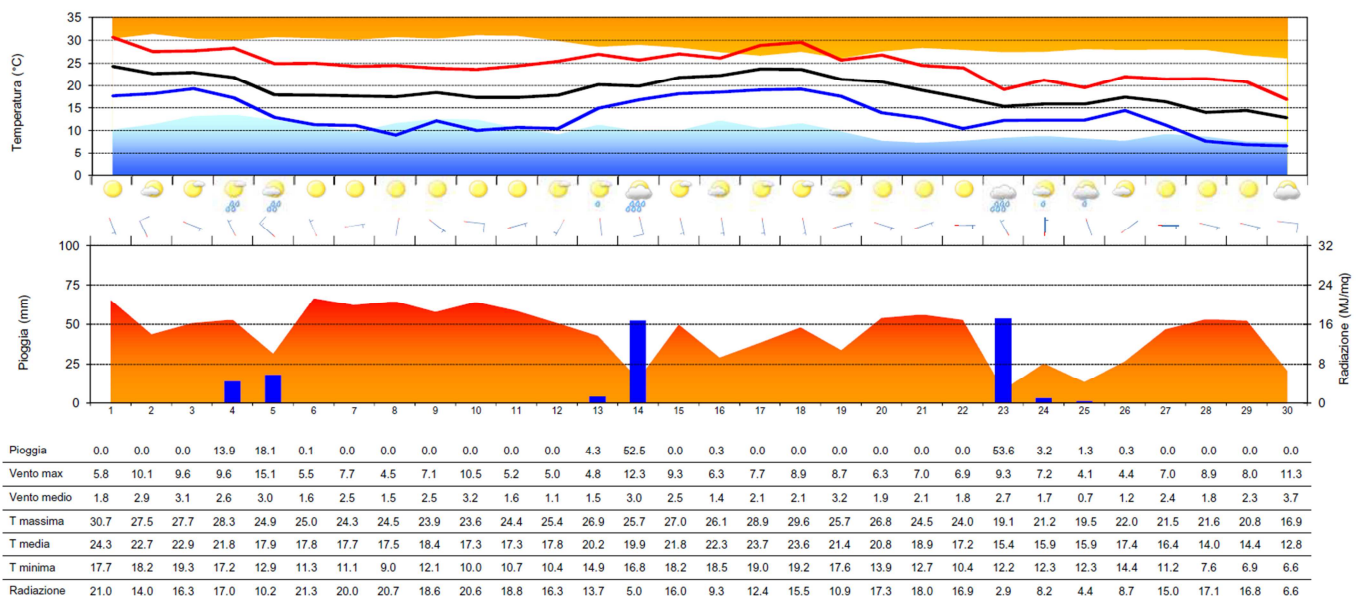 35
30
25
20
15
10
5
0
Temperatura (°C)
100
75
50
25
0
Pioggia (mm)
32
24
16
8
0
Radiazione (MJ/mq)
1 2 3 4 5 6 7 8 9 10 11 12 13 14 15 16 17 18 19 20 21 22 23 24 25 26 27 28 29 30
Pioggia 0.0 0.0 0.0 13.9 18.1 0.1 0.0 0.0 0.0 0.0 0.0 0.0 4.3 52.5 0.0 0.3 0.0 0.0 0.0 0.0 0.0 0.0 53.6 3.2 1.3 0.3 0.0 0.0 0.0 0.0
Vento max 5.8 10.1 9.6 9.6 15.1 5.5 7.7 4.5 7.1 10.5 5.2 5.0 4.8 12.3 9.3 6.3 7.7 8.9 8.7 6.3 7.0 6.9 9.3 7.2 4.1 4.4 7.0 8.9 8.0 11.3
Vento medio 1.8 2.9 3.1 2.6 3.0 1.6 2.5 1.5 2.5 3.2 1.6 1.1 1.5 3.0 2.5 1.4 2.1 2.1 3.2 1.9 2.1 1.8 2.7 1.7 0.7 1.2 2.4 1.8 2.3 3.7
T massima 30.7 27.5 27.7 28.3 24.9 25.0 24.3 24.5 23.9 23.6 24.4 25.4 26.9 25.7 27.0 26.1 28.9 29.6 25.7 26.8 24.5 24.0 19.1 21.2 19.5 22.0 21.5 21.6 20.8 16.9
T media 24.3 22.7 22.9 21.8 17.9 17.8 17.7 17.5 18.4 17.3 17.3 17.8 20.2 19.9 21.8 22.3 23.7 23.6 21.4 20.8 18.9 17.2 15.4 15.9 15.9 17.4 16.4 14.0 14.4 12.8
T minima 17.7 18.2 19.3 17.2 12.9 11.3 11.1 9.0 12.1 10.0 10.7 10.4 14.9 16.8 18.2 18.5 19.0 19.2 17.6 13.9 12.7 10.4 12.2 12.3 12.3 14.4 11.2 7.6 6.9 6.6
Radiazione 21.0 14.0 16.3 17.0 10.2 21.3 20.0 20.7 18.6 20.6 18.8 16.3 13.7 5.0 16.0 9.3 12.4 15.5 10.9 17.3 18.0 16.9 2.9 8.2 4.4 8.7 15.0 17.1 16.8 6.6